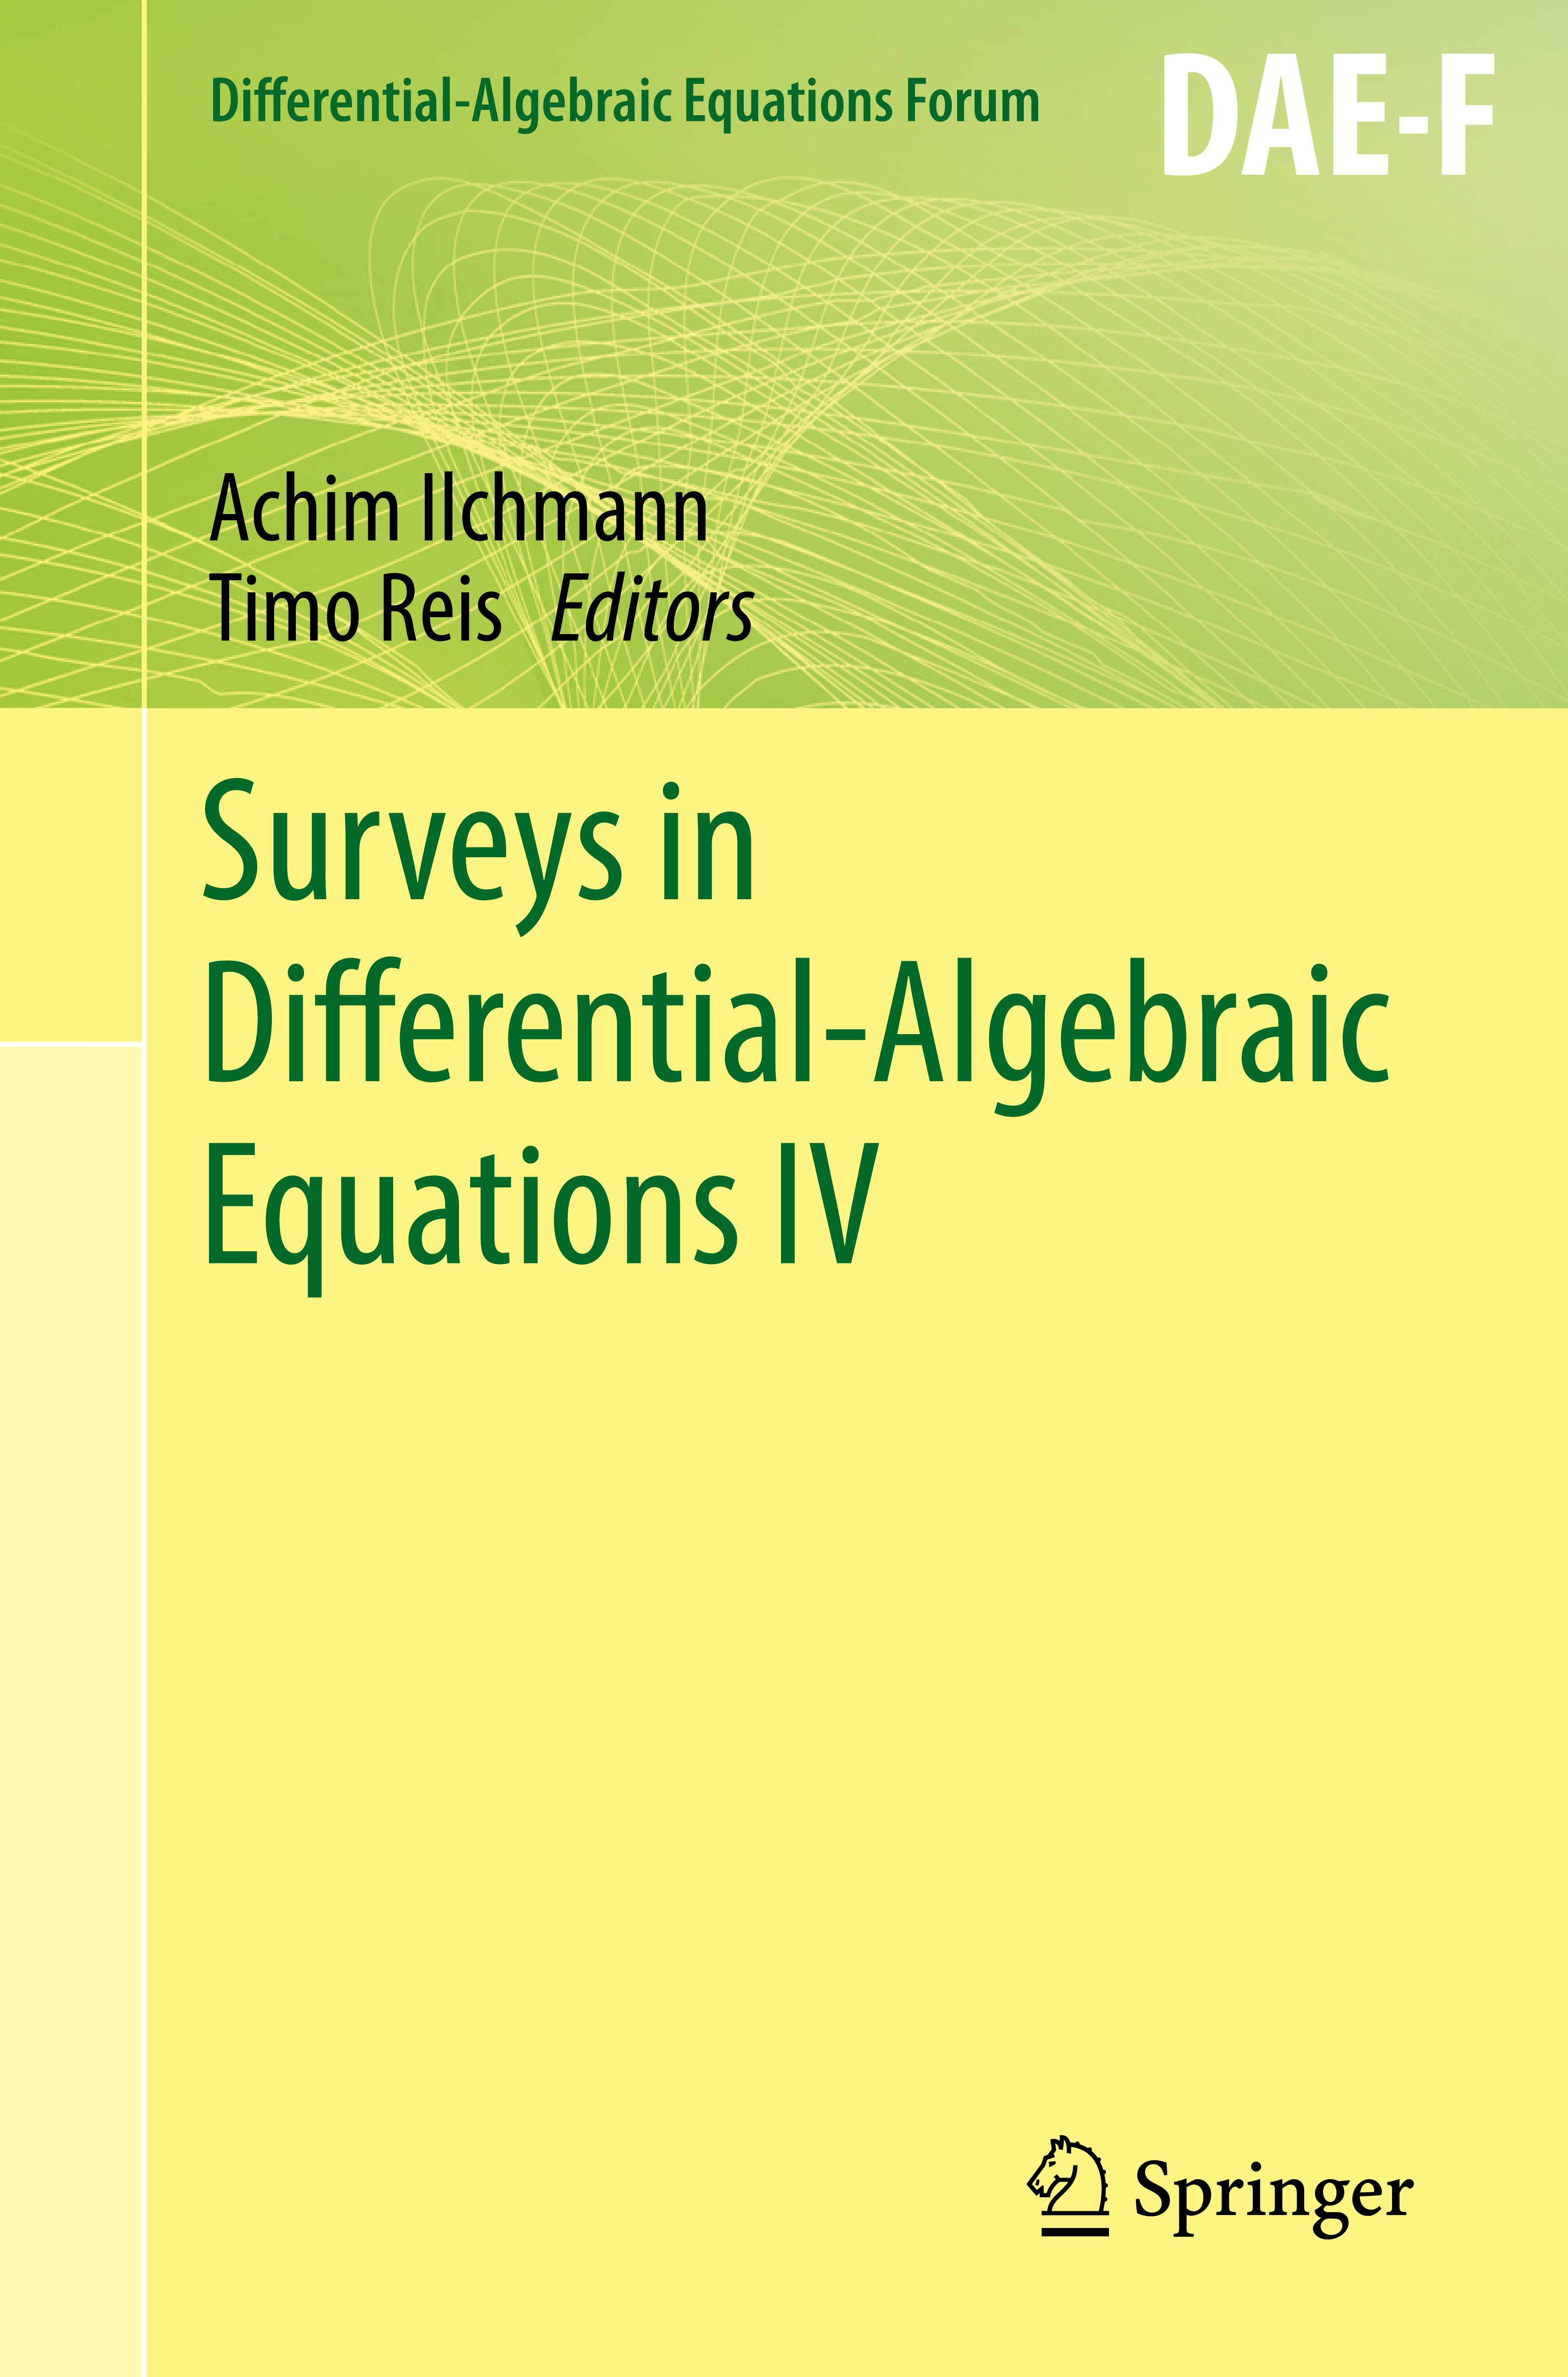 Differential-Algebraic Equations Forum
DAE-F
Achim Ilchmann
Timo Reis Editors
Surveys in
Differential-Algebraic
Equations IV
Springer